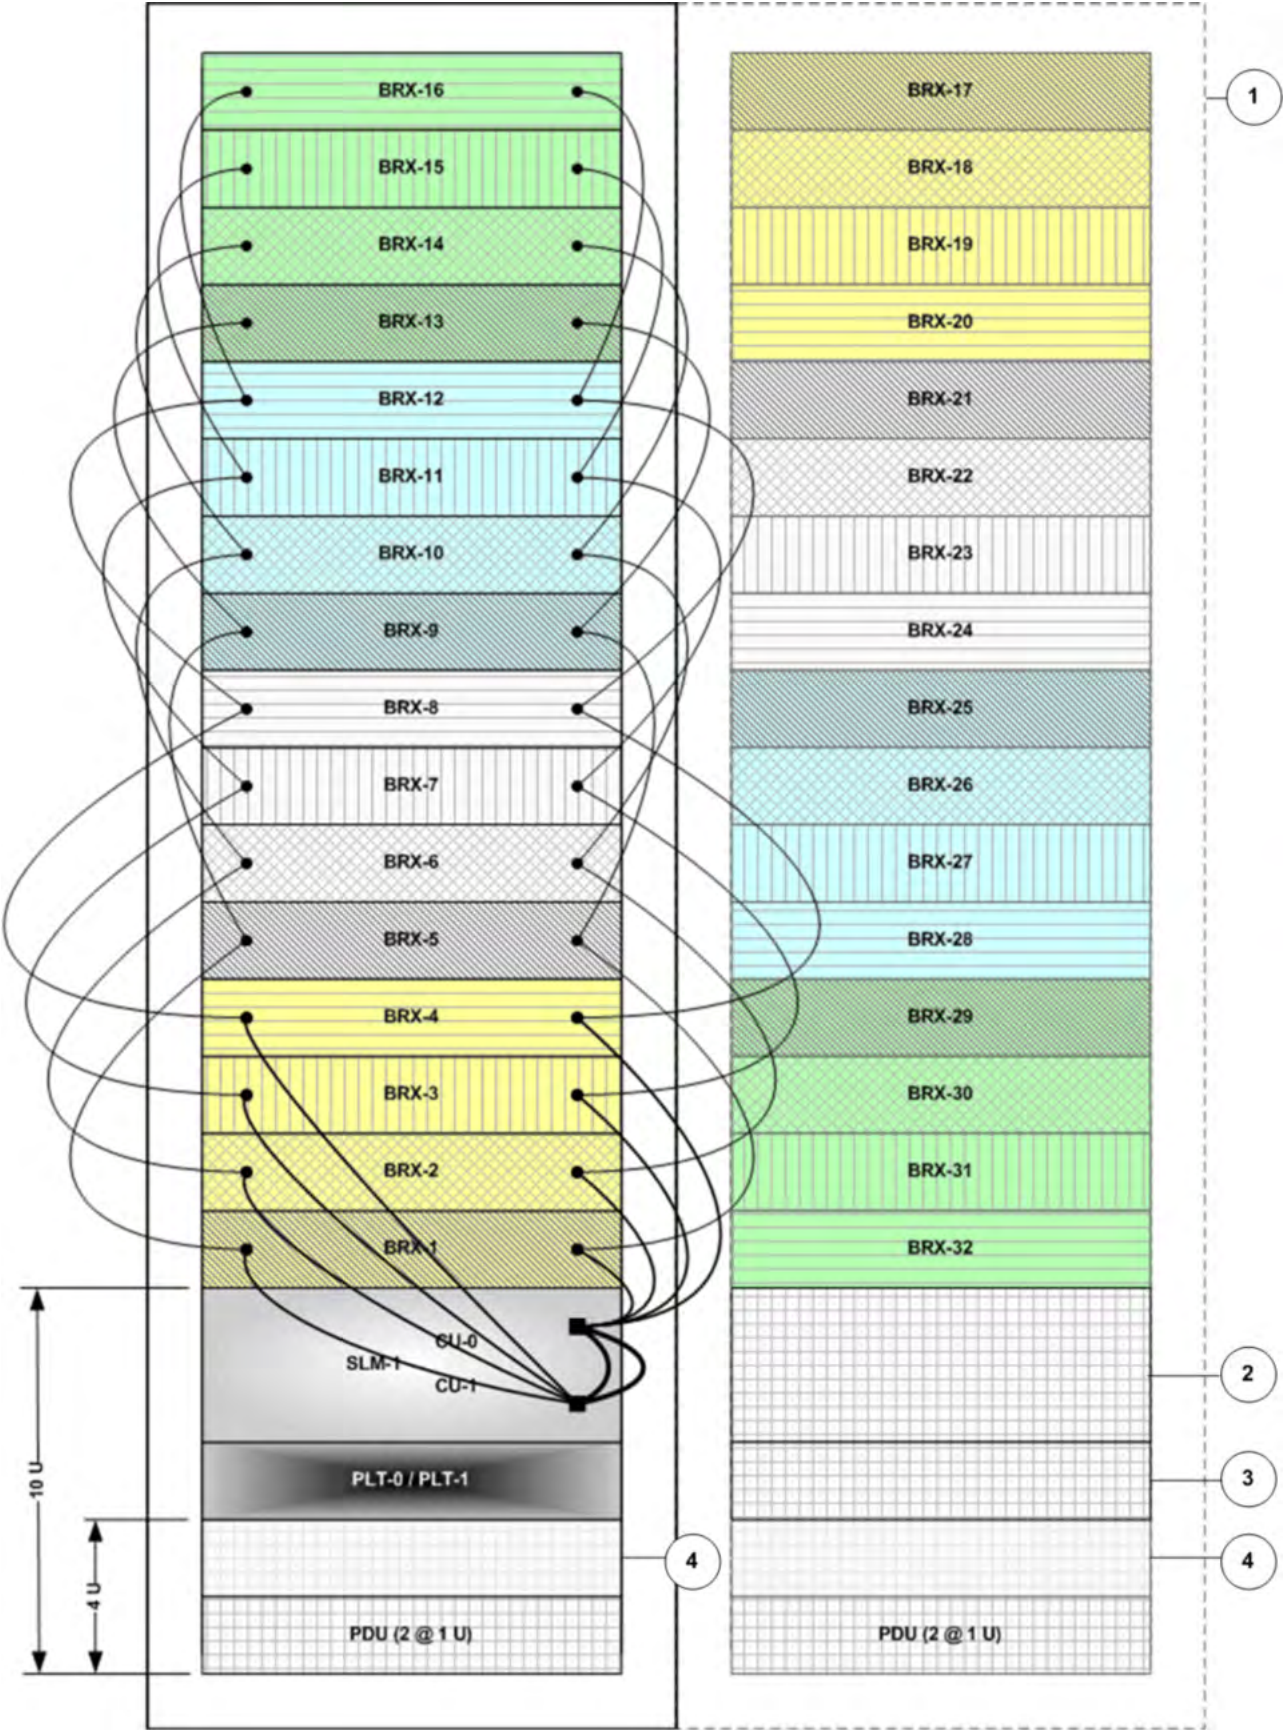 BRX-16
BRX-17
1
BRX-15
BRX-18
BRX-14
BRX-19
BRX-13
BRX-20
BRX-12
BRX-21
BRX-11
BRX-22
BRX-10
BRX-23
BRX-9
BRX-24
BRX-8
BRX-25
BRX-7
BRX-26
BRX-6
BRX-27
BRX-5
BRX-28
BRX-4
BRX-29
BRX-3
BRX-30
BRX-2
BRX-31
BRX-1
BRX-32
CU-0
SLM-1
CU-1
2
10 U
PLT-0 / PLT-1
3
4
4
4 U
PDU (2 @ 1 U)
PDU (2 @ 1 U)